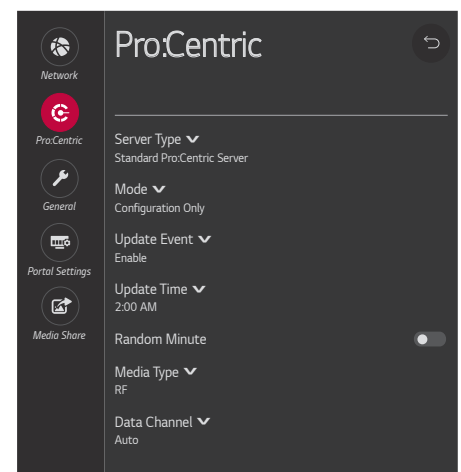 Pro:Centric
Network
Pro:Centric
General
Portal Settings
Media Share
Server Type
Standard Pro:Centric Server
Mode
Configuration Only
Update Event
Enable
Update Time
2:00 AM
Random Minute
Media Type
RF
Data Channel
Auto